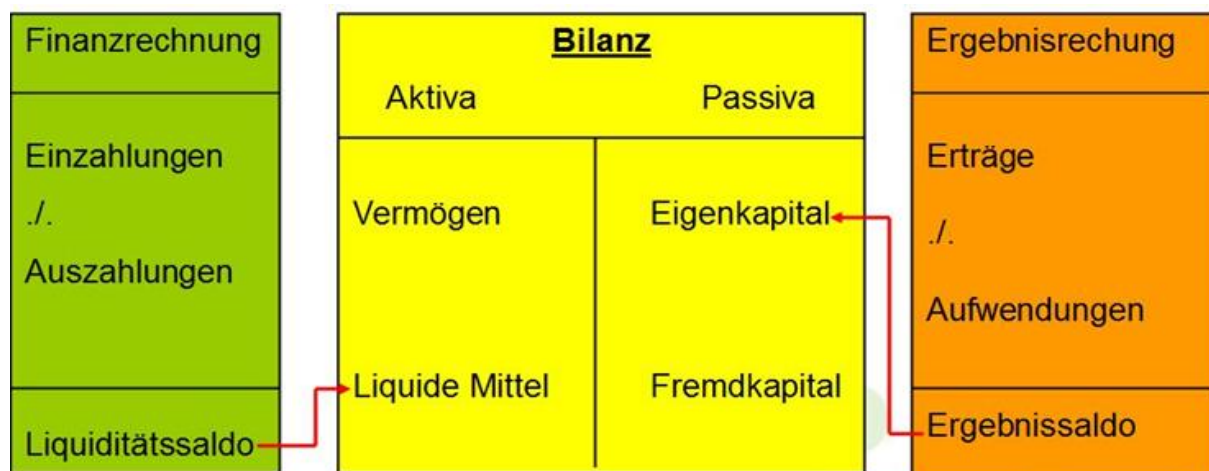 Finanzrechnung
Einzahlungen
./.
Auszahlungen
Liquiditätssaldo
Bilanz
Aktiva Passiva
Vermögen Eigenkapital
Liquide Mittel Fremdkapital
Ergebnisrechung
Erträge
./.
Aufwendungen
Ergebnissaldo